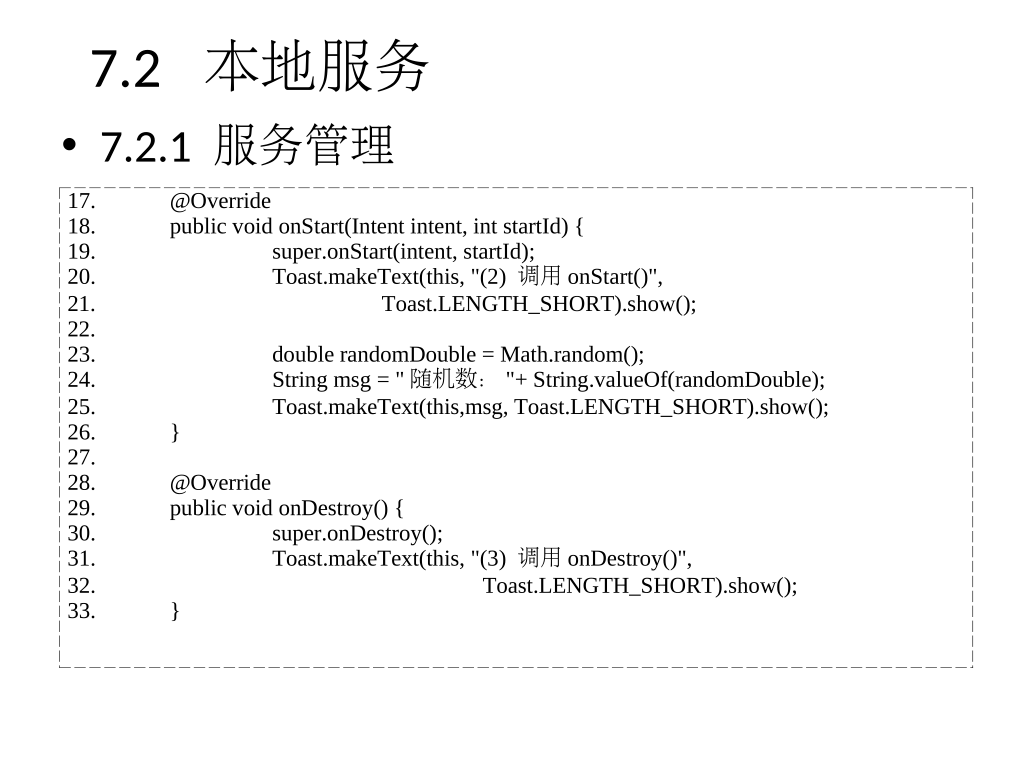 7.2 本地服务
• 7.2.1 服务管理
17. @Override
18. public void onStart(Intent intent, int startId) {
19. super.onStart(intent, startId);
20. Toast.makeText(this, "(2) 调用 onStart()",
21. Toast.LENGTH_SHORT).show();
22.
23. double randomDouble = Math.random();
24. String msg = " 随机数： "+ String.valueOf(randomDouble);
25. Toast.makeText(this,msg, Toast.LENGTH_SHORT).show();
26. }
27.
28. @Override
29. public void onDestroy() {
30. super.onDestroy();
31. Toast.makeText(this, "(3) 调用 onDestroy()",
32. Toast.LENGTH_SHORT).show();
33. }